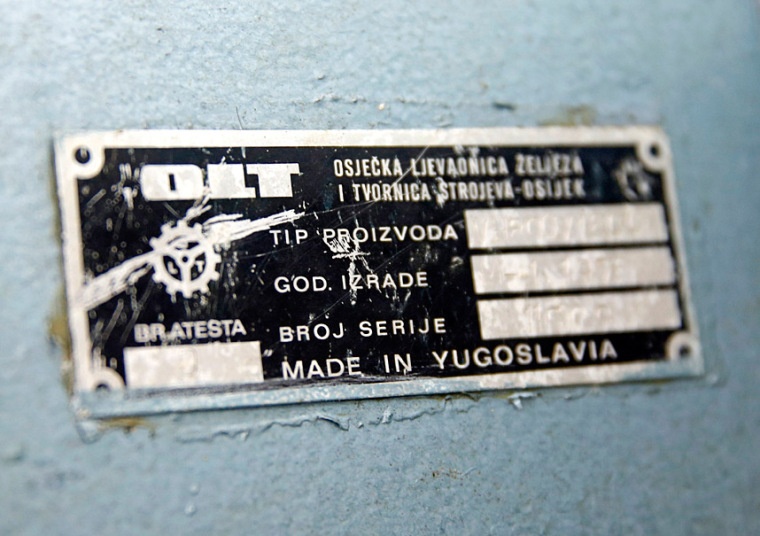 OLT
OSJEČKA LJEVAONICA ŽELJEZA
I TVORNICA STROJEVA-OSIJEK
TIP PROIZVODA
GOD. IZRADE
BR.ATESTA
BROJ SERIJE
MADE IN YUGOSLAVIA